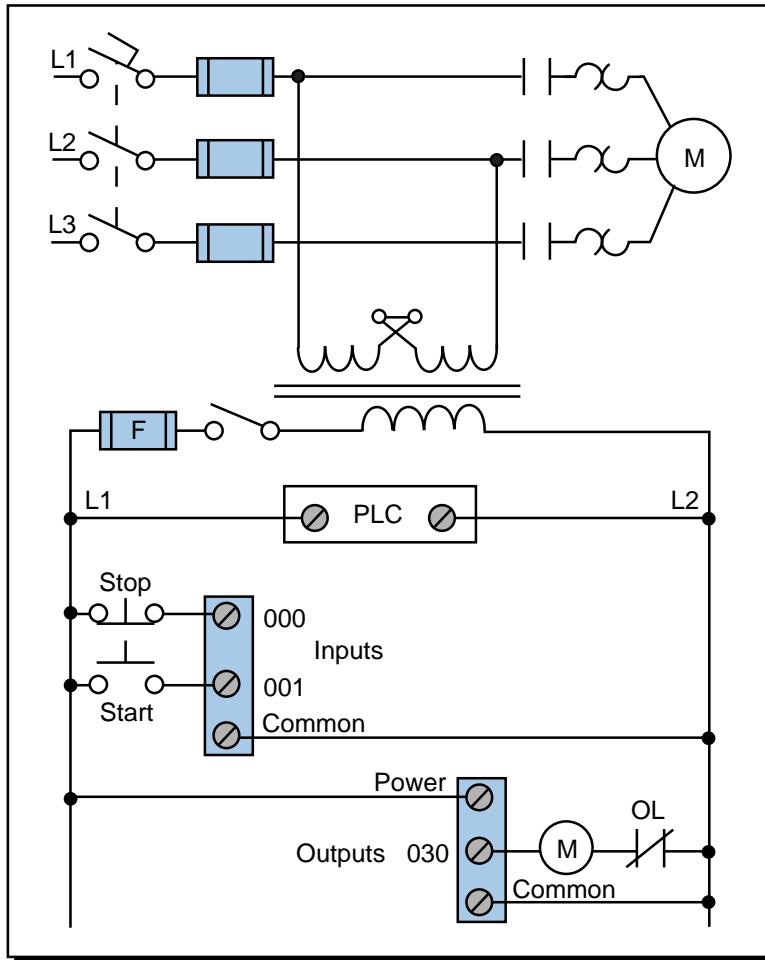 L1
L2
L3
M
F
L1
PLC
L2
Stop
000
Inputs
001
Start
Common
Power
OL
Outputs 030
M
Common